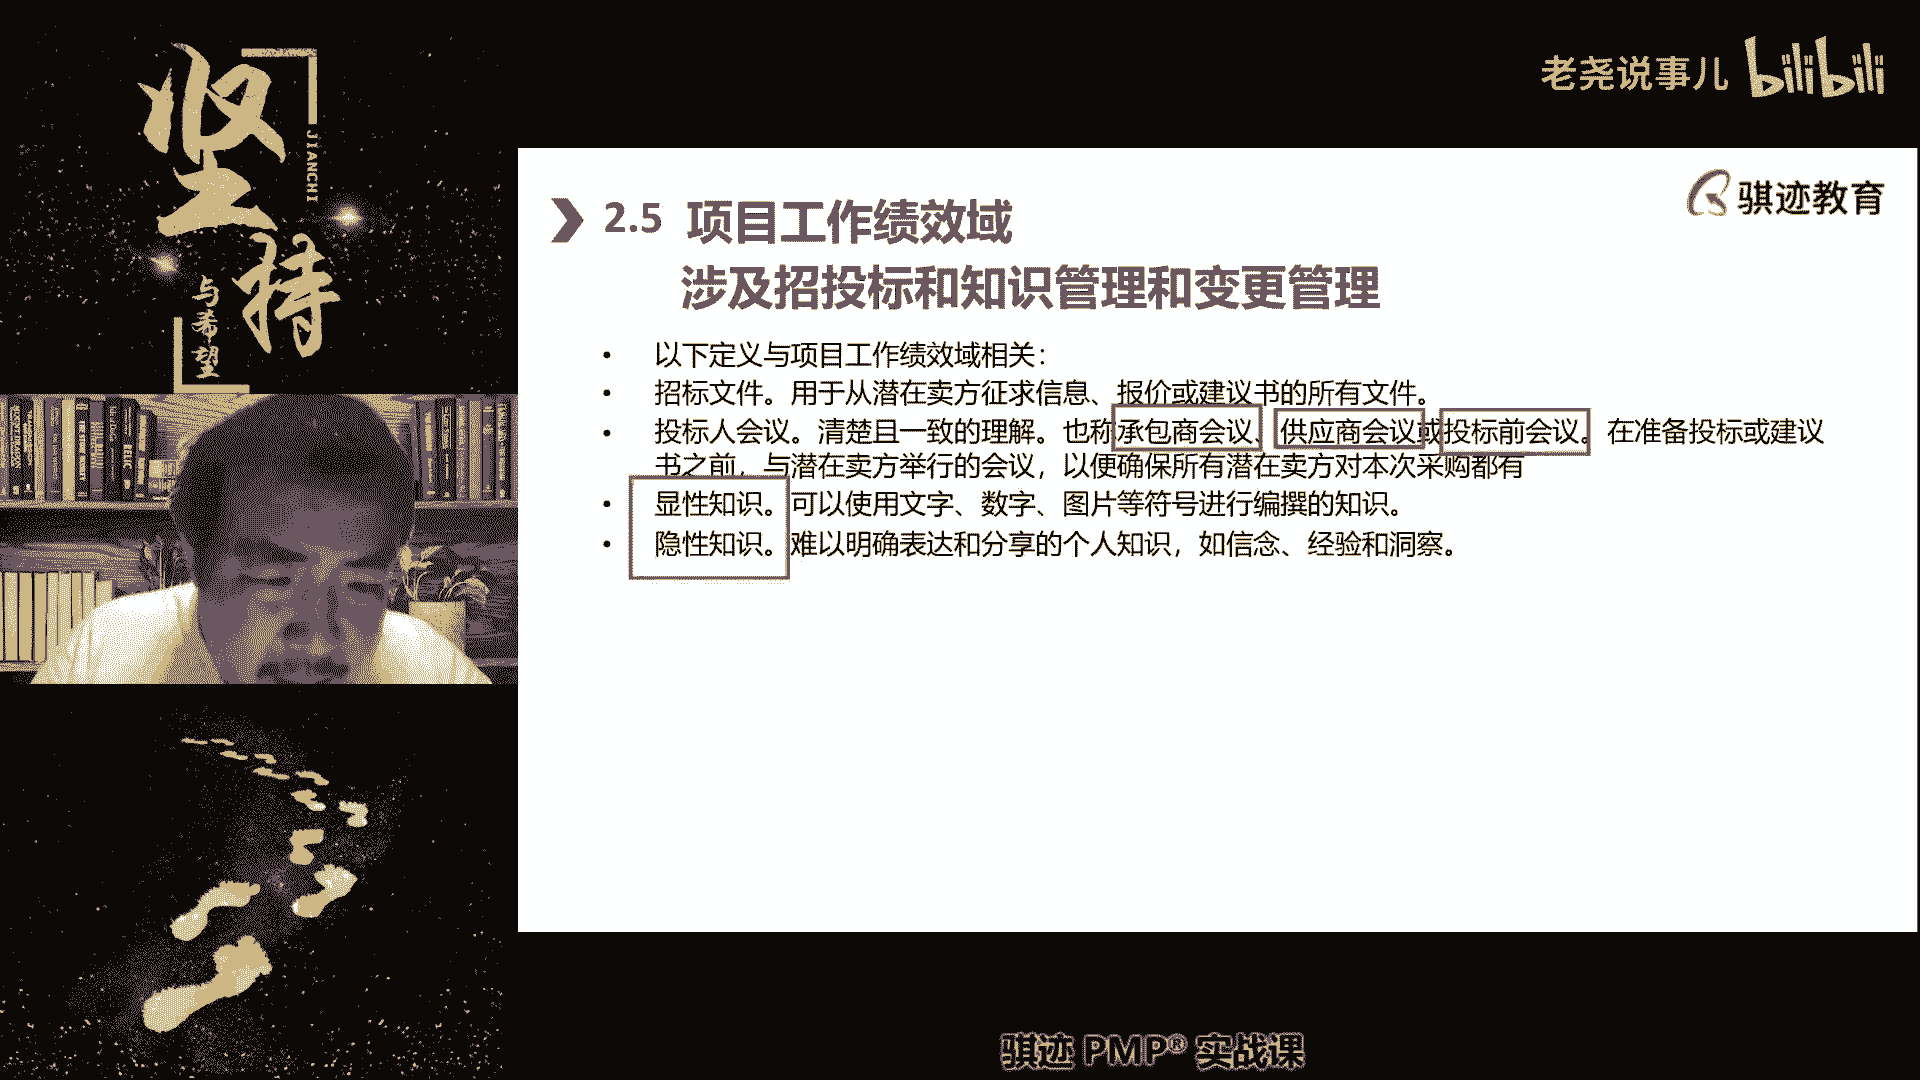 坚持
JIANCHI
与希望
老尧说事儿 bilibili
骐迹教育
2.5 项目工作绩效域
涉及招投标和知识管理和变更管理
• 以下定义与项目工作绩效域相关：
• 招标文件。用于从潜在卖方征求信息、报价或建议书的所有文件。
• 投标人会议。清楚且一致的理解。也称承包商会议、供应商会议或投标前会议。在准备投标或建议
书之前，与潜在卖方举行的会议，以便确保所有潜在卖方对本次采购都有
• 显性知识。可以使用文字、数字、图片等符号进行编撰的知识。
• 隐性知识。难以明确表达和分享的个人知识，如信念、经验和洞察。
骐迹 PMP® 实战课